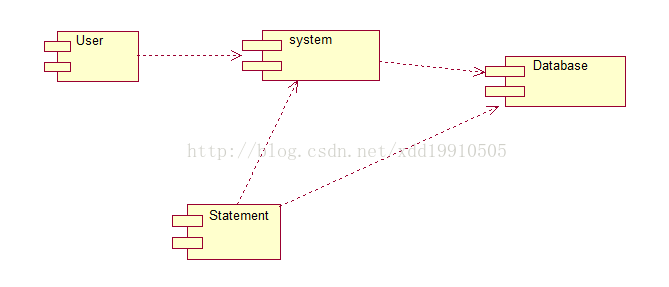 User
system
Database
http://blog.csdn.net/xdd19910505
Statement